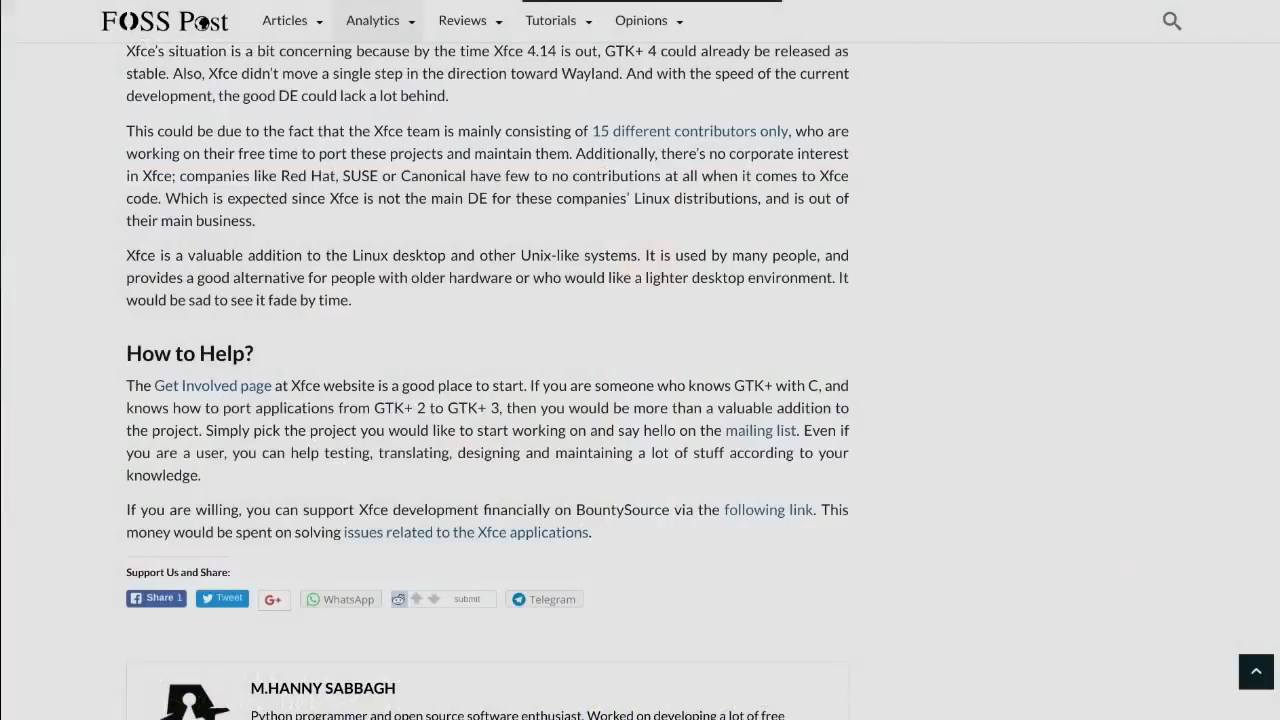 FOSS Post
Articles Analytics Reviews Tutorials Opinions
Xfce's situation is a bit concerning because by the time Xfce 4.14 is out, GTK+ 4 could already be released as
stable. Also, Xfce didn't move a single step in the direction toward Wayland. And with the speed of the current
development, the good DE could lack a lot behind.
This could be due to the fact that the Xfce team is mainly consisting of 15 different contributors only, who are
working on their free time to port these projects and maintain them. Additionally, there's no corporate interest
in Xfce; companies like Red Hat, SUSE or Canonical have few to no contributions at all when it comes to Xfce
code. Which is expected since Xfce is not the main DE for these companies' Linux distributions, and is out of
their main business.
Xfce is a valuable addition to the Linux desktop and other Unix-like systems. It is used by many people, and
provides a good alternative for people with older hardware or who would like a lighter desktop environment. It
would be sad to see it fade by time.
How to Help?
The Get Involved page at Xfce website is a good place to start. If you are someone who knows GTK+ with C, and
knows how to port applications from GTK+ 2 to GTK+ 3, then you would be more than a valuable addition to
the project. Simply pick the project you would like to start working on and say hello on the mailing list. Even if
you are a user, you can help testing, translating, designing and maintaining a lot of stuff according to your
knowledge.
If you are willing, you can support Xfce development financially on BountySource via the following link. This
money would be spent on solving issues related to the Xfce applications.
Support Us and Share:
Share 1 Tweet G+ WhatsApp submit Telegram
M.HANNY SABBAGH
Python programmer and open source software enthusiast. Worked on developing a lot of free